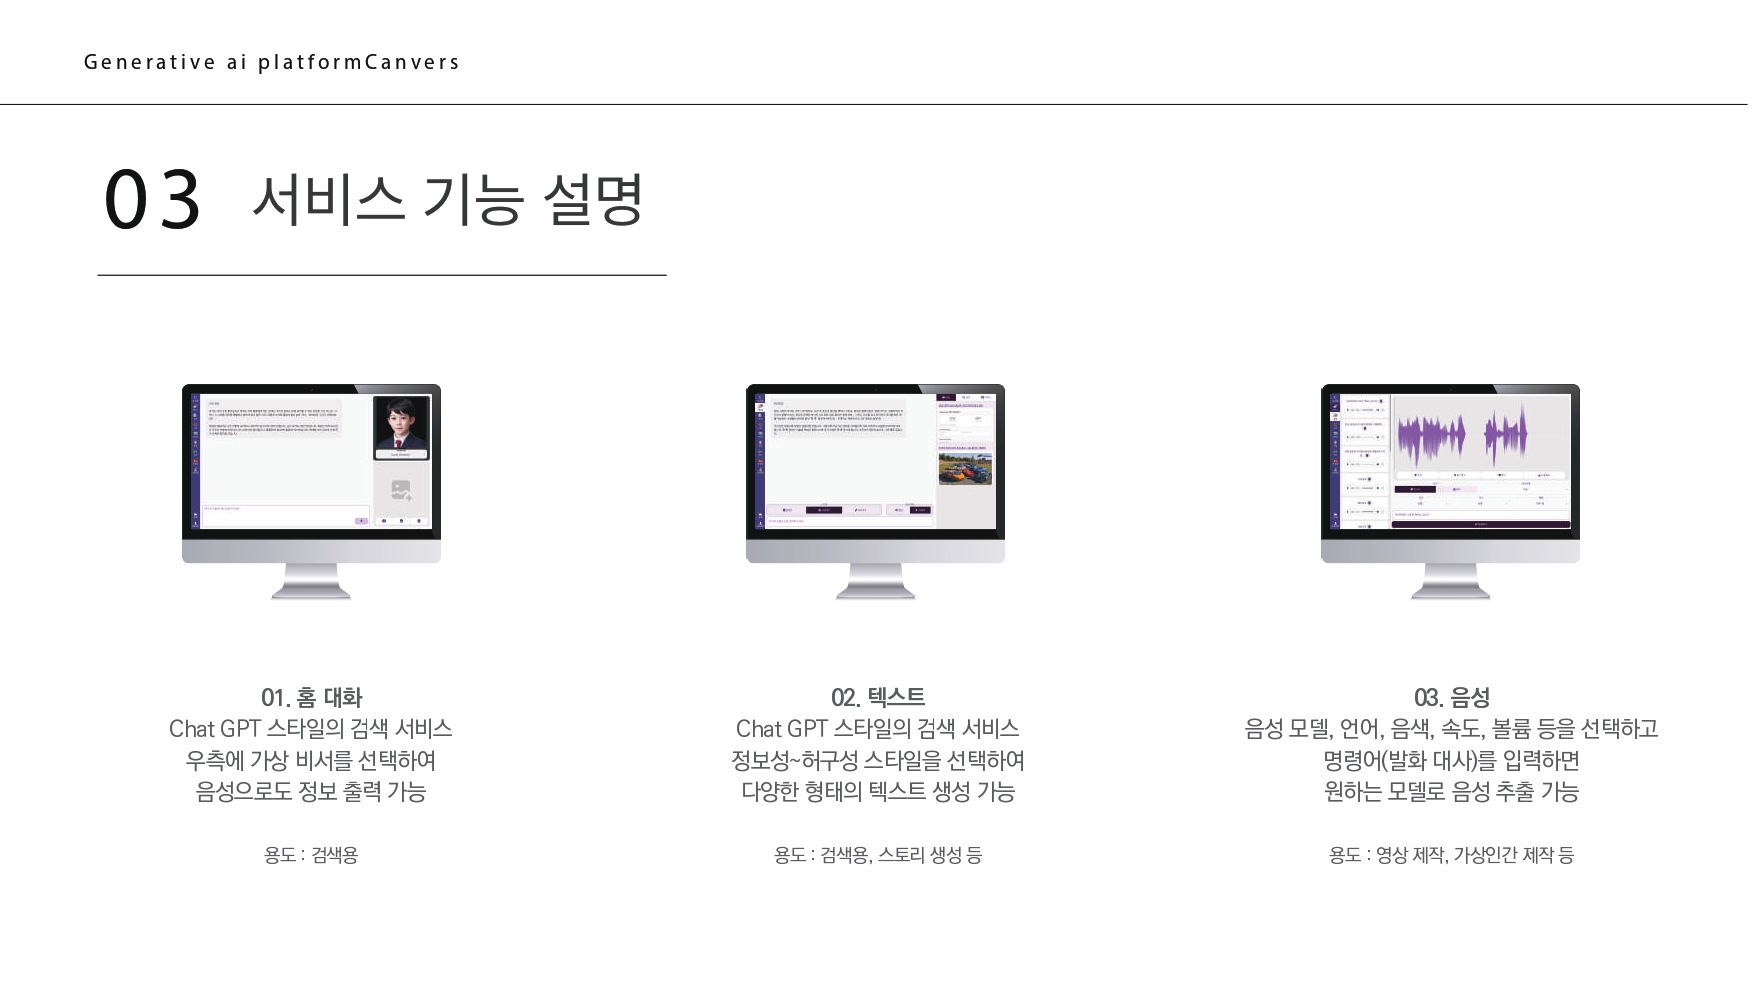 Generative ai platformCanvers
03 서비스 기능 설명
01. 홈 대화
Chat GPT 스타일의 검색 서비스
우측에 가상 비서를 선택하여
음성으로도 정보 출력 가능
용도 : 검색용
02. 텍스트
Chat GPT 스타일의 검색 서비스
정보성~허구성 스타일을 선택하여
다양한 형태의 텍스트 생성 가능
용도 : 검색용, 스토리 생성 등
03. 음성
음성 모델, 언어, 음색, 속도, 볼륨 등을 선택하고
명령어(발화 대사)를 입력하면
원하는 모델로 음성 추출 가능
용도 : 영상 제작, 가상인간 제작 등